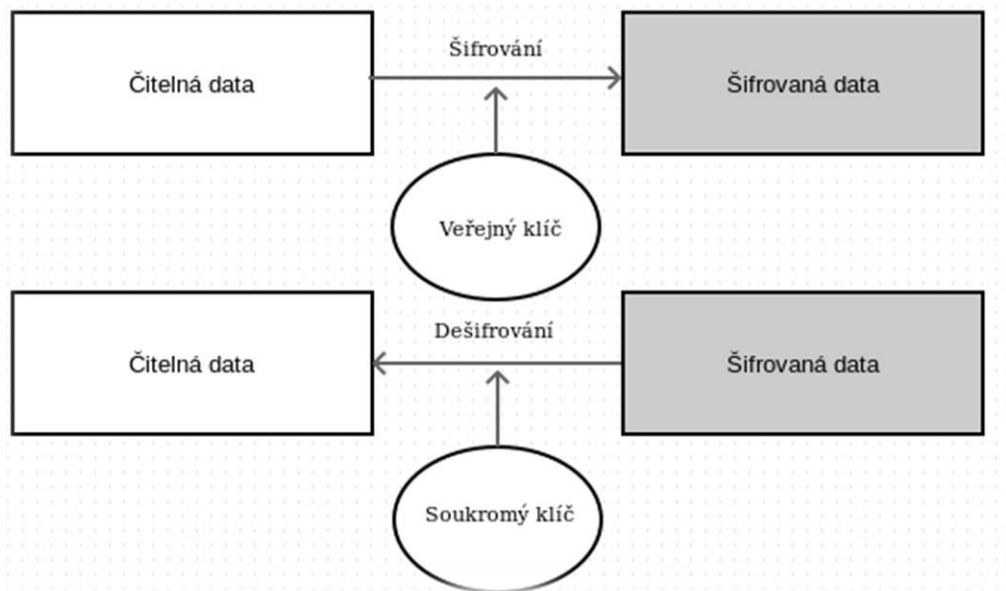 Šifrování
Čitelná data
Šifrovaná data
Veřejný klíč
Dešifrování
Čitelná data
Šifrovaná data
Soukromý klíč